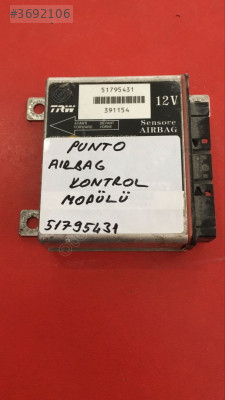 #3692106
51795431
TRW
391154
12V
Sensore
AIRBAG
PUNTO
AIRBAG
KONTROL
MODÜLÜ
51795431